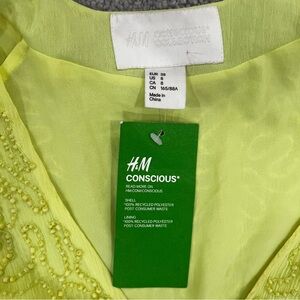 H&M CONSCIOUS
EUR 38
US 8
CA 8
CN 165/88A
Made in
China
H&M
CONSCIOUS*
READ MORE ON
HM.COM/CONSCIOUS
SHELL
*100% RECYCLED POLYESTER
POST CONSUMER WASTE
LINING
*100% RECYCLED POLYESTER
POST CONSUMER WASTE